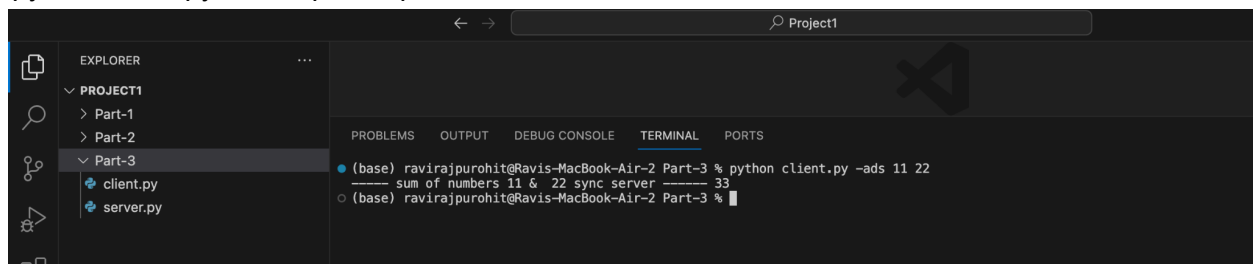 Project1
EXPLORER
PROJECT1
Part-1
Part-2
Part-3
client.py
server.py
PROBLEMS OUTPUT DEBUG CONSOLE TERMINAL PORTS
(base) ravirajpurohit@Ravis-MacBook-Air-2 Part-3 % python client.py -ads 11 22
----- sum of numbers 11 &  22 sync server ------ 33
(base) ravirajpurohit@Ravis-MacBook-Air-2 Part-3 %